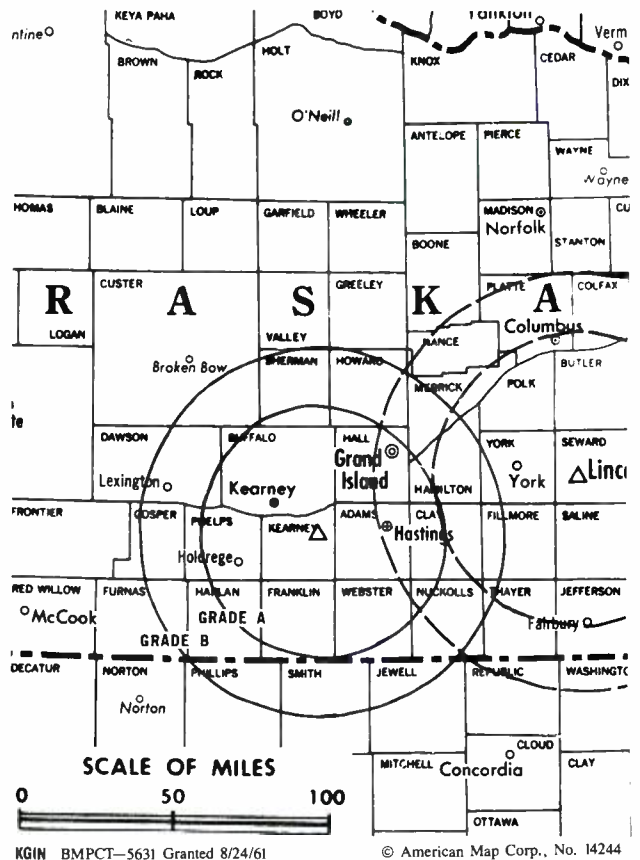 KEYA PAHA
BOYD
Yankton
ntine
Verm
BROWN
ROCK
HOLT
KNOX
CEDAR
DIX
O'Neill
ANTELOPE
PIERCE
WAYNE
Wayne
HOMAS
BLAINE
LOUP
GARFIELD
WHEELER
MADISON
CU
Norfolk
BOONE
STANTON
CUSTER
GREELEY
PLATTE
COLFAX
R A S K A
LOGAN
VALLEY
NANCE
Columbus
Broken Bow
SHERMAN
HOWARD
BUTLER
MERRICK
POLK
te
DAWSON
BUFFALO
HALL
YORK
SEWARD
Grand
Island
York
Linc
Lexington
Kearney
HAMILTON
FRONTIER
GOSPER
PHELPS
KEARNEY
ADAMS
CLAY
FILLMORE
SALINE
Hastings
Holdrege
RED WILLOW
FURNAS
HARLAN
FRANKLIN
WEBSTER
NUCKOLLS
THAYER
JEFFERSON
McCook
GRADE A
Fairbury
GRADE B
DECATUR
NORTON
PHILLIPS
SMITH
JEWELL
REPUBLIC
WASHINGTO
Norton
CLOUD
SCALE OF MILES
MITCHELL
Concordia
CLAY
0 50 100
OTTAWA
KGIN BMPCT—5631 Granted 8/24/61
© American Map Corp., No. 14244